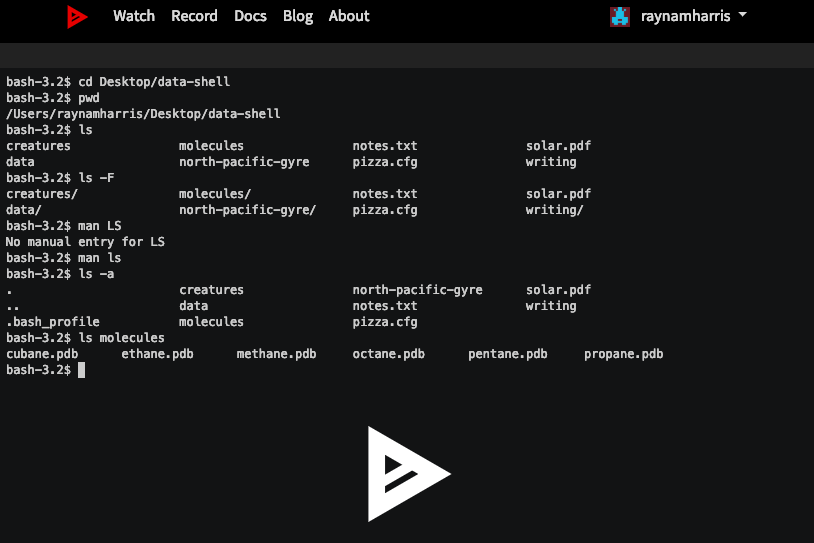 Watch Record Docs Blog About raynamharris
bash-3.2$ cd Desktop/data-shell
bash-3.2$ pwd
/Users/raynamharris/Desktop/data-shell
bash-3.2$ ls
creatures molecules notes.txt solar.pdf
data north-pacific-gyre pizza.cfg writing
bash-3.2$ ls -F
creatures/ molecules/ notes.txt solar.pdf
data/ north-pacific-gyre/ pizza.cfg writing/
bash-3.2$ man LS
No manual entry for LS
bash-3.2$ man ls
bash-3.2$ ls -a
. creatures north-pacific-gyre solar.pdf
.. data notes.txt writing
.bash_profile molecules pizza.cfg
bash-3.2$ ls molecules
cubane.pdb ethane.pdb methane.pdb octane.pdb pentane.pdb propane.pdb
bash-3.2$